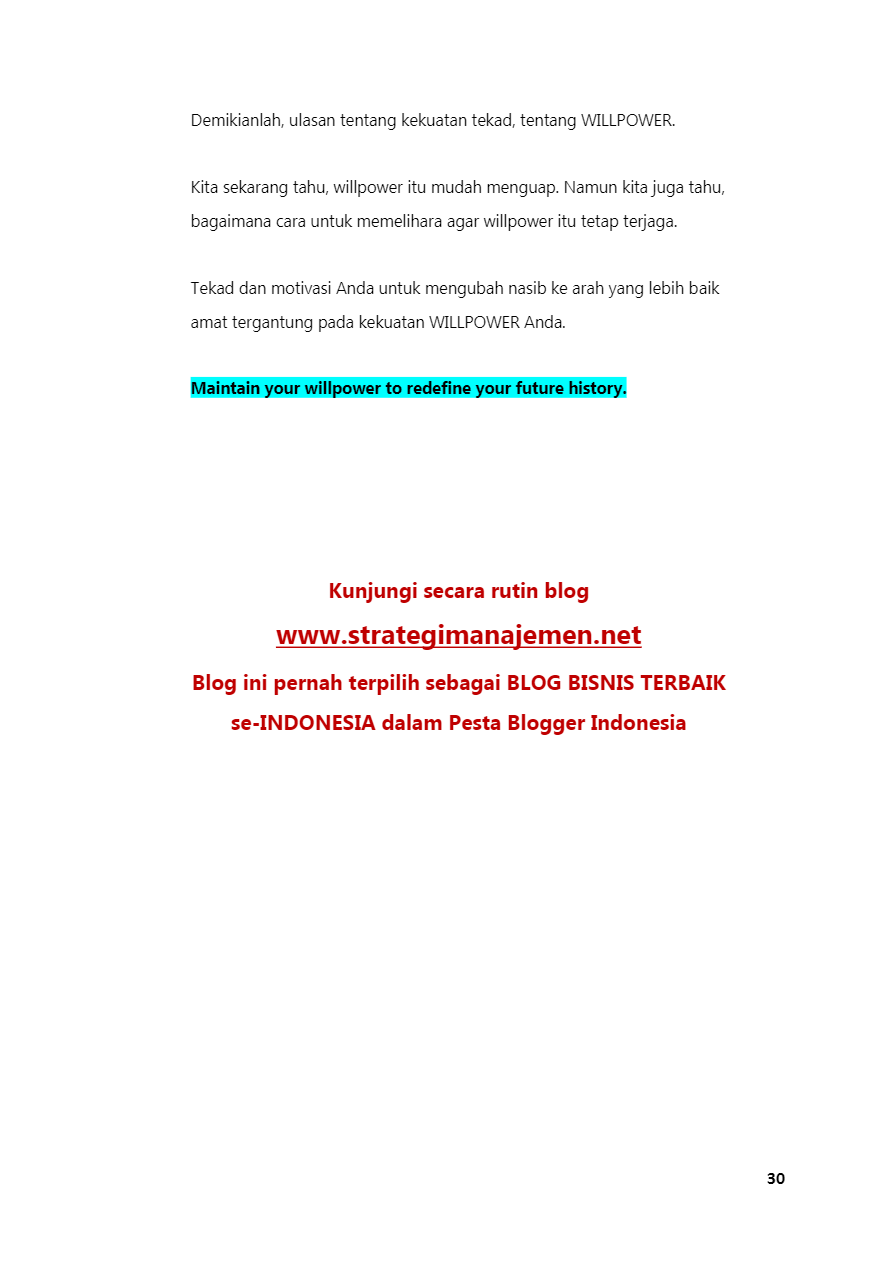 Demikianlah, ulasan tentang kekuatan tekad, tentang WILLPOWER.
Kita sekarang tahu, willpower itu mudah menguap. Namun kita juga tahu,
bagaimana cara untuk memelihara agar willpower itu tetap terjaga.
Tekad dan motivasi Anda untuk mengubah nasib ke arah yang lebih baik
amat tergantung pada kekuatan WILLPOWER Anda.
Maintain your willpower to redefine your future history.
Kunjungi secara rutin blog
www.strategimanajemen.net
Blog ini pernah terpilih sebagai BLOG BISNIS TERBAIK
se-INDONESIA dalam Pesta Blogger Indonesia
30